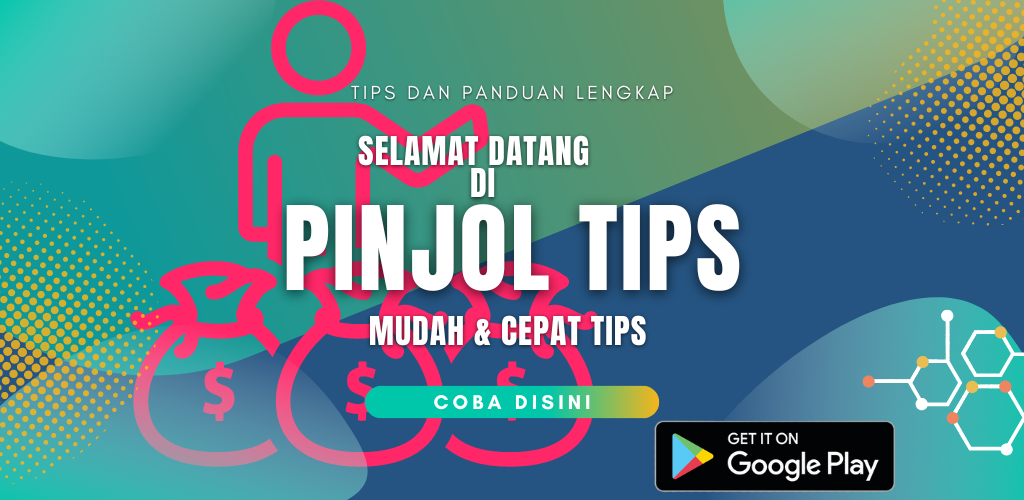 TIPS DAN PANDUAN LENGKAP
SELAMAT DATANG
DI
PINJOL TIPS
MUDAH & CEPAT TIPS
$ $ $
COBA DISINI
GET IT ON
Google Play